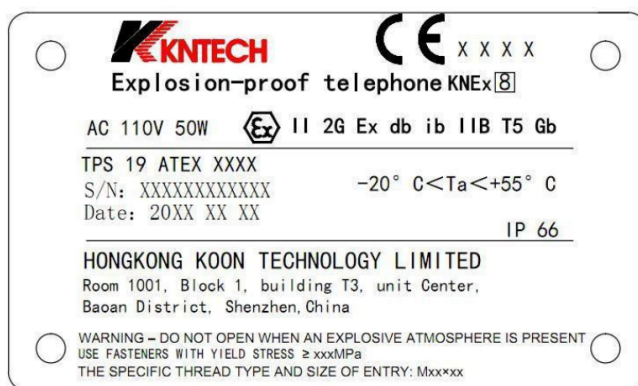 KNTECH CE X X X X
Explosion-proof telephone KNEx8
AC 110V 50W Ex II 2G Ex db ib IIB T5 Gb
TPS 19 ATEX XXXX
S/N: XXXXXXXXXXXX
-20° C<Ta<+55° C
Date: 20XX XX XX
IP 66
HONGKONG KOON TECHNOLOGY LIMITED
Room 1001, Block 1, building T3, unit Center,
Baoan District, Shenzhen,China
WARNING – DO NOT OPEN WHEN AN EXPLOSIVE ATMOSPHERE IS PRESENT
USE FASTENERS WITH YIELD STRESS ≥ xxxMPa
THE SPECIFIC THREAD TYPE AND SIZE OF ENTRY: Mxx×xx